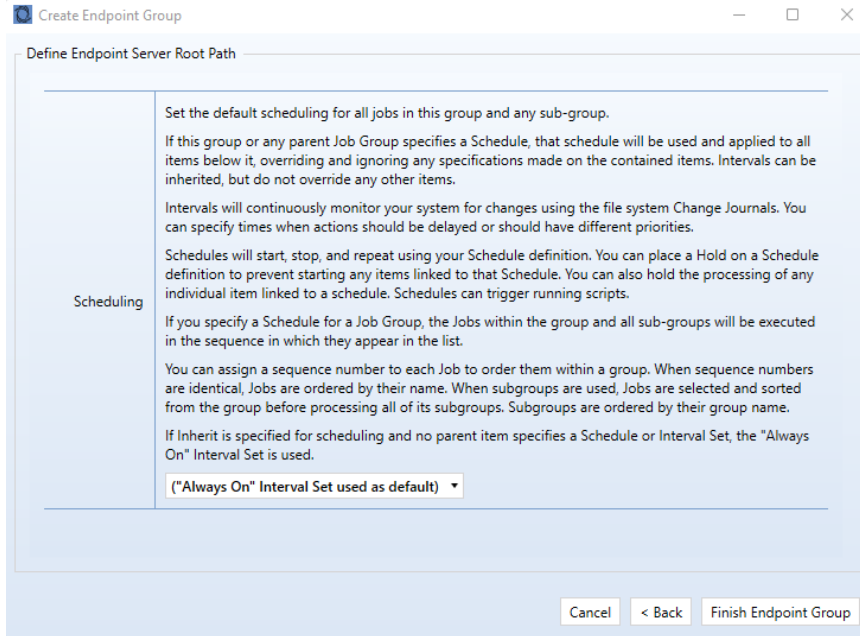 Create Endpoint Group
Define Endpoint Server Root Path
Set the default scheduling for all jobs in this group and any sub-group.
If this group or any parent Job Group specifies a Schedule, that schedule will be used and applied to all
items below it, overriding and ignoring any specifications made on the contained items. Intervals can be
inherited, but do not override any other items.
Intervals will continuously monitor your system for changes using the file system Change Journals. You
can specify times when actions should be delayed or should have different priorities.
Schedules will start, stop, and repeat using your Schedule definition. You can place a Hold on a Schedule
definition to prevent starting any items linked to that Schedule. You can also hold the processing of any
individual item linked to a schedule. Schedules can trigger running scripts.
Scheduling
If you specify a Schedule for a Job Group, the Jobs within the group and all sub-groups will be executed
in the sequence in which they appear in the list.
You can assign a sequence number to each Job to order them within a group. When sequence numbers
are identical, Jobs are ordered by their name. When subgroups are used, Jobs are selected and sorted
from the group before processing all of its subgroups. Subgroups are ordered by their group name.
If Inherit is specified for scheduling and no parent item specifies a Schedule or Interval Set, the "Always
On" Interval Set is used.
("Always On" Interval Set used as default)
Cancel
< Back
Finish Endpoint Group